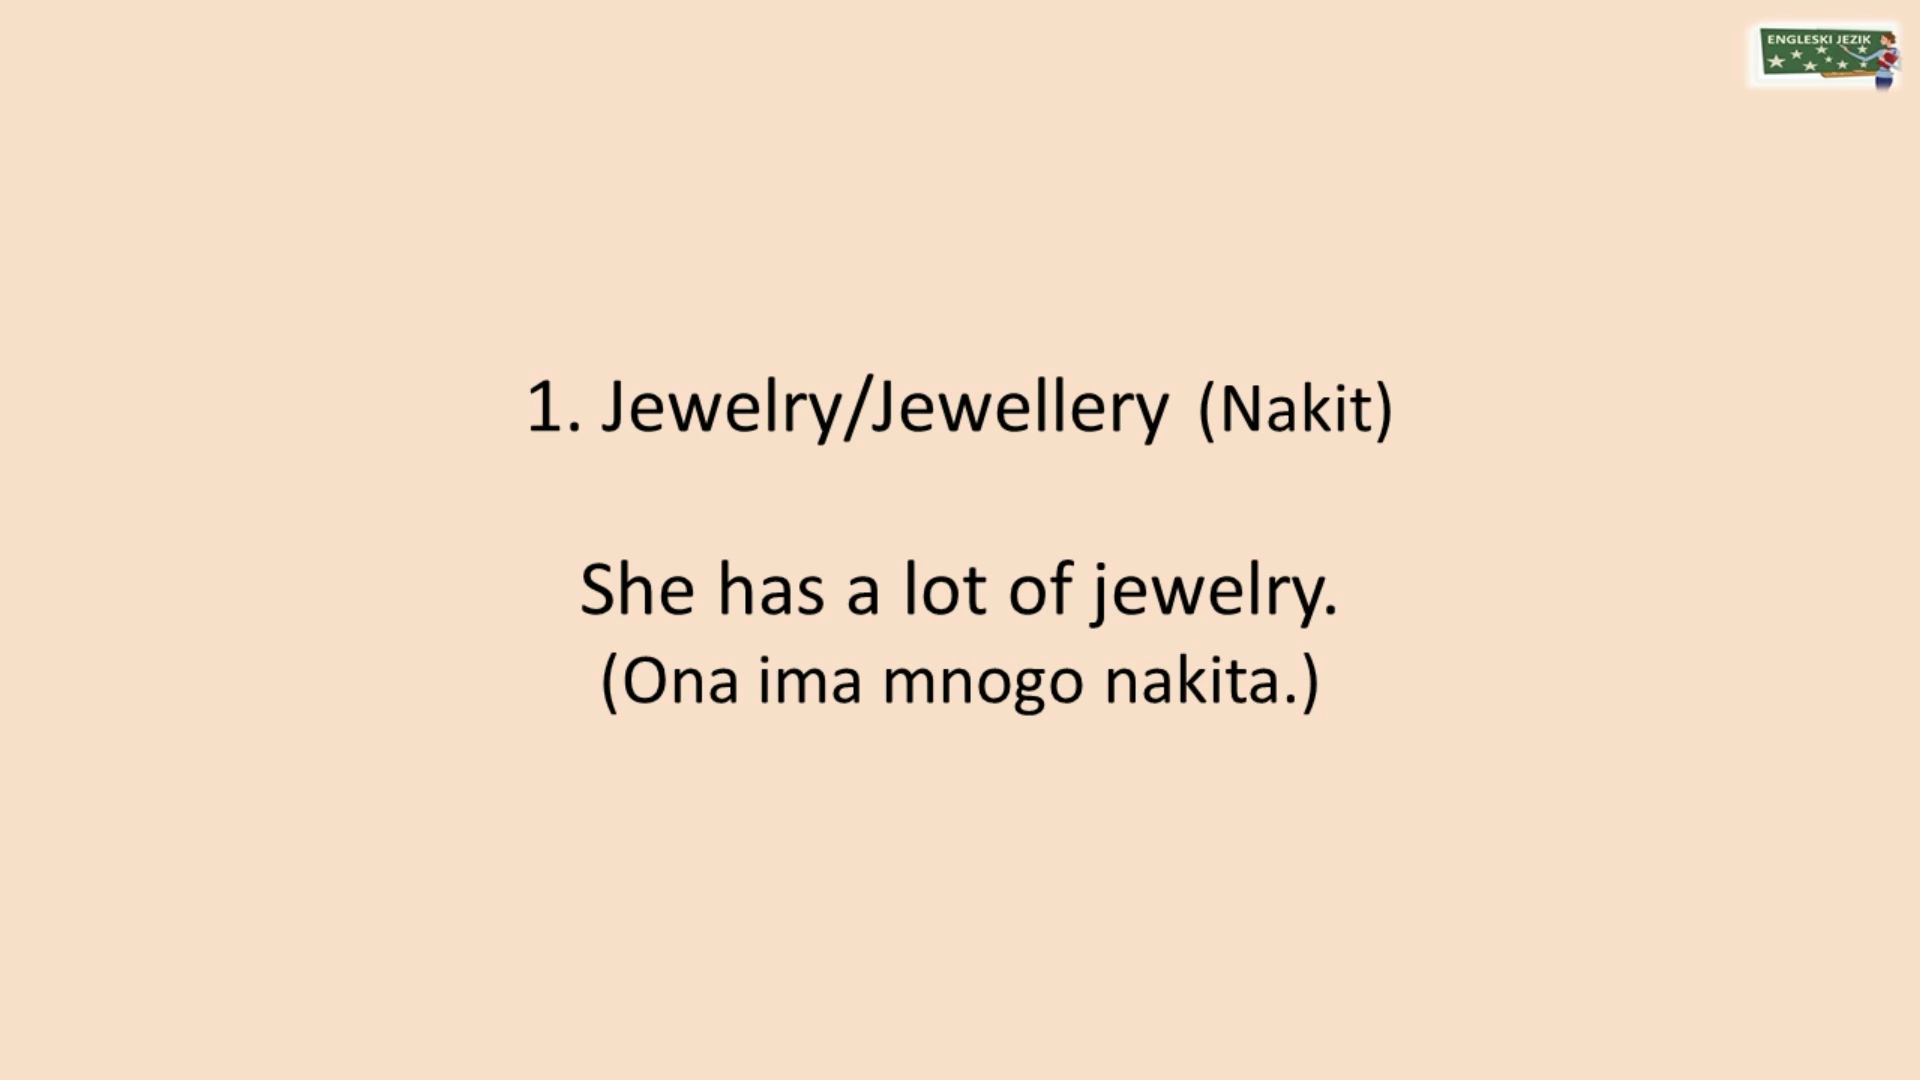 ENGLESKI JEZIK
1. Jewelry/Jewellery (Nakit)
She has a lot of jewelry.
(Ona ima mnogo nakita.)